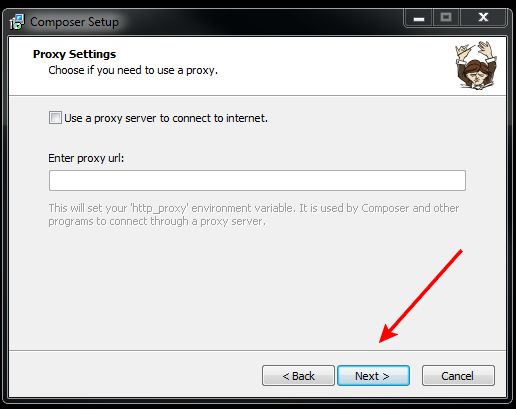 Composer Setup
Proxy Settings
Choose if you need to use a proxy.
Use a proxy server to connect to internet.
Enter proxy url:
This will set your 'http_proxy' environment variable. It is used by Composer and other
programs to connect through a proxy server.
< Back
Next >
Cancel